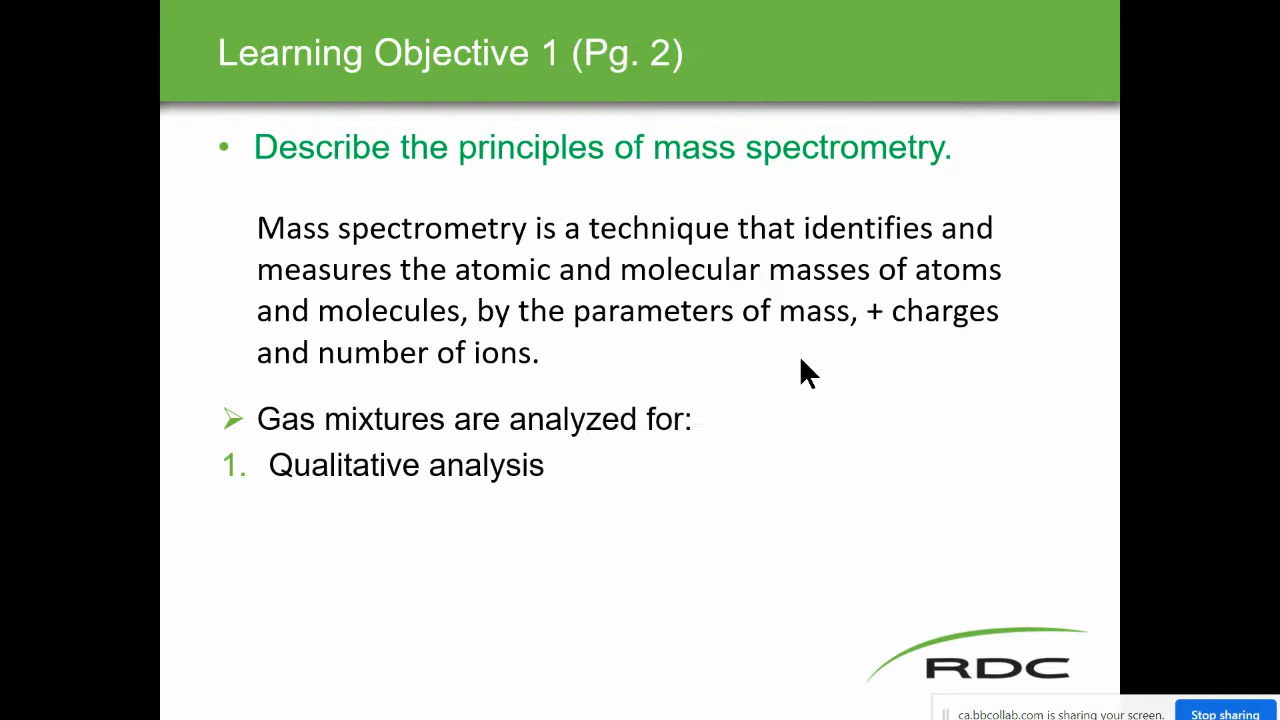 Learning Objective 1 (Pg. 2)
• Describe the principles of mass spectrometry.
Mass spectrometry is a technique that identifies and
measures the atomic and molecular masses of atoms
and molecules, by the parameters of mass, + charges
and number of ions.
Gas mixtures are analyzed for:
1. Qualitative analysis
RDC
ca.bbcollab.com is sharing your screen.
Stop sharing